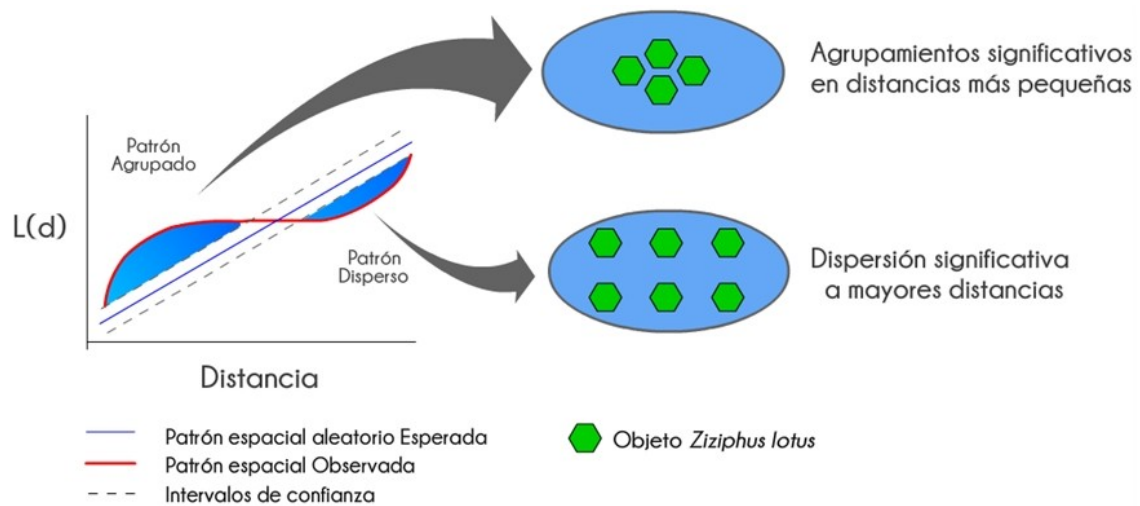 Agrupamientos significativos
en distancias más pequeñas
Patrón
Agrupado
L(d)
Patrón
Disperso
Dispersión significativa
a mayores distancias
Distancia
Patrón espacial aleatorio Esperada
Patrón espacial Observada
Intervalos de confianza
Objeto Ziziphus lotus